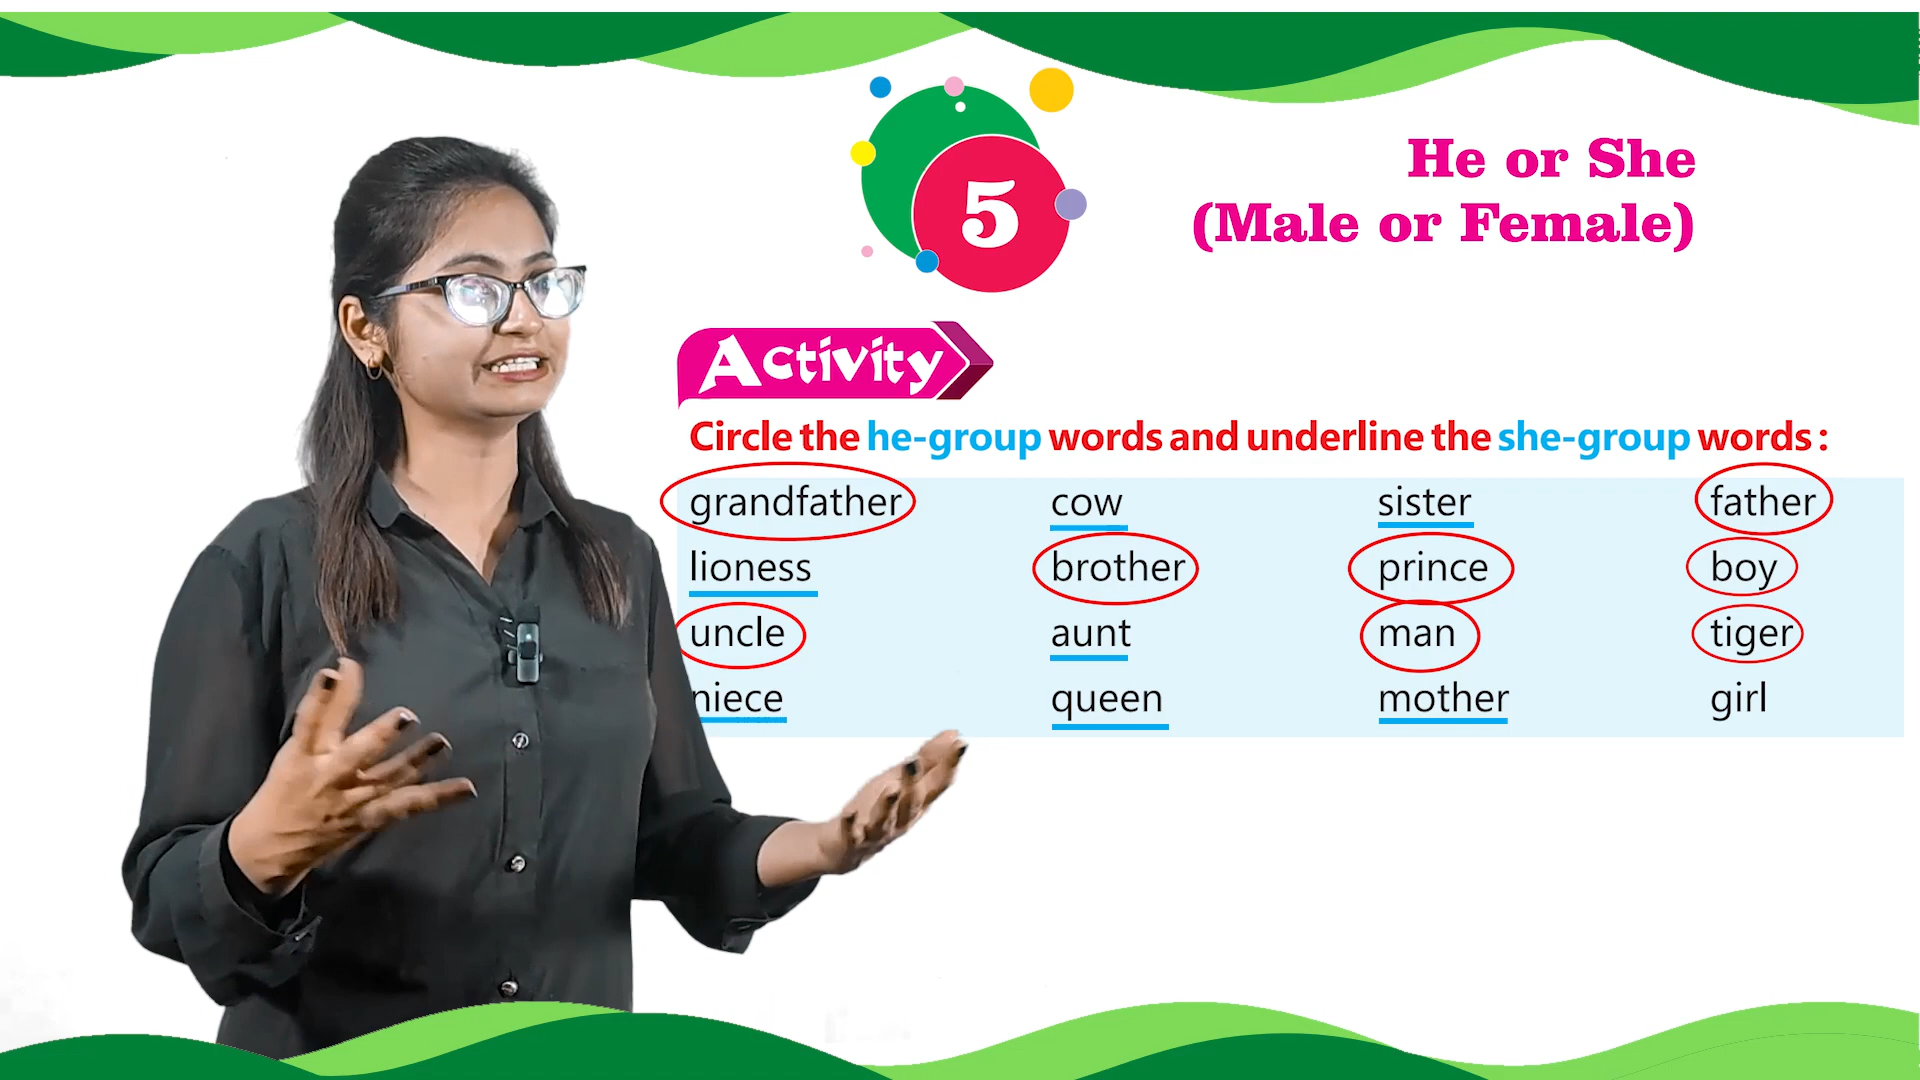 5
He or She
(Male or Female)
Activity
Circle the he-group words and underline the she-group words :
grandfather cow sister father
lioness brother prince boy
uncle aunt man tiger
niece queen mother girl